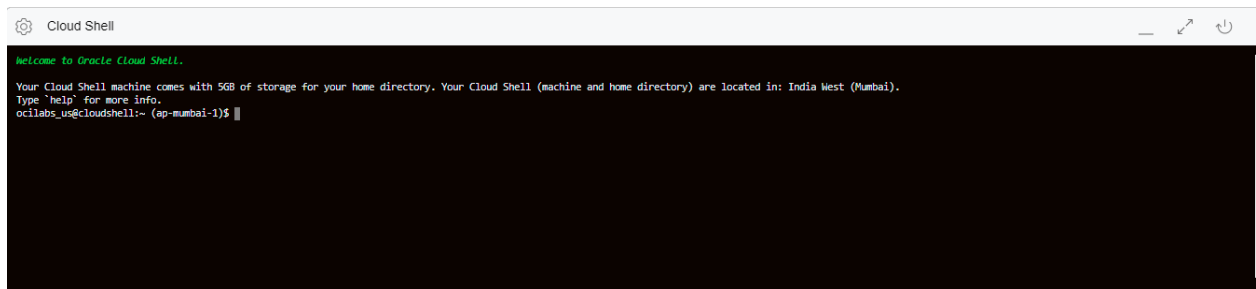 Cloud Shell
Welcome to Oracle Cloud Shell.
Your Cloud Shell machine comes with 5GB of storage for your home directory. Your Cloud Shell (machine and home directory) are located in: India West (Mumbai).
Type `help` for more info.
ocilabs_us@cloudshell:~ (ap-mumbai-1)$